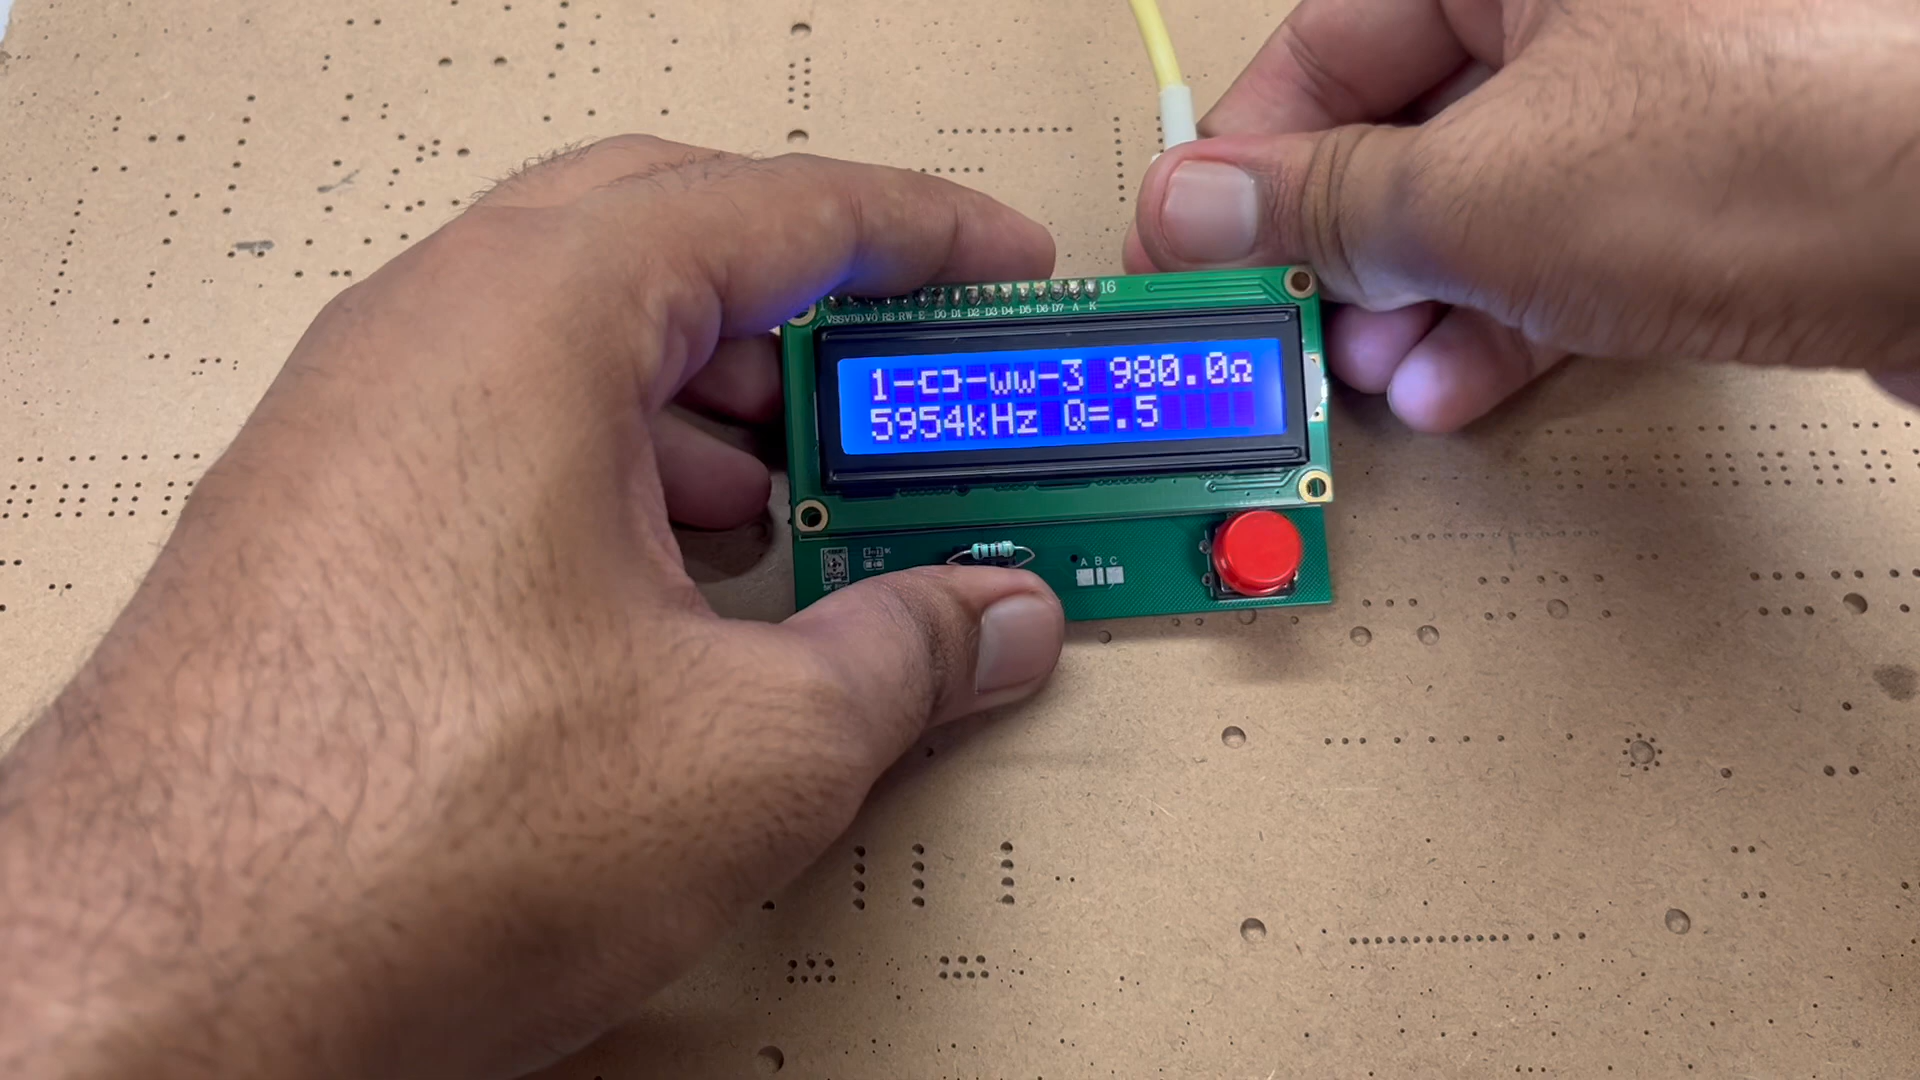 16
VSS VDD VO RS RW E D0 D1 D2 D3 D4 D5 D6 D7 A K
1-[]-ww-3 980.0Ω
5954kHz Q=.5
A B C